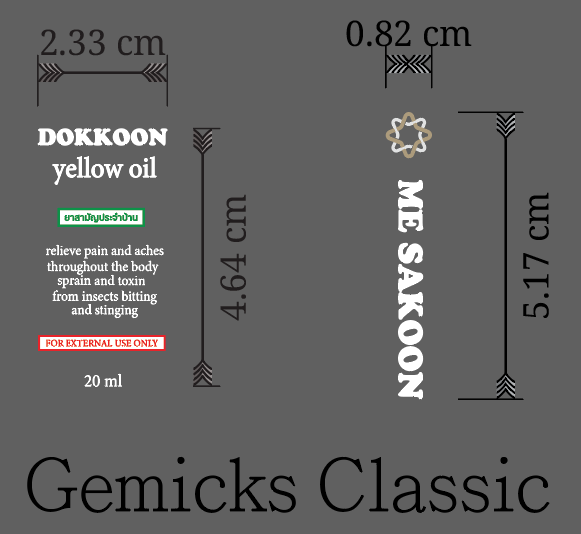 2.33 cm
0.82 cm
DOKKOON
yellow oil
ยาสามัญประจำบ้าน
relieve pain and aches
throughout the body
sprain and toxin
from insects bitting
and stinging
FOR EXTERNAL USE ONLY
20 ml
4.64 cm
ME SAKOON
5.17 cm
Gemicks Classic